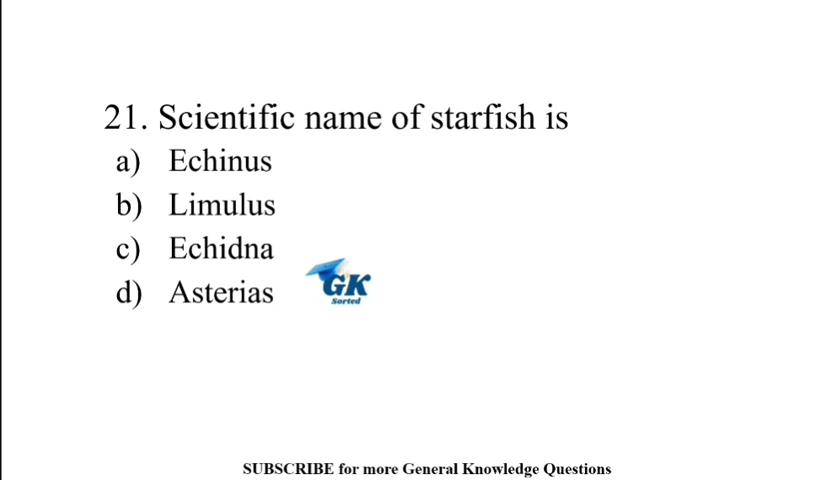 21. Scientific name of starfish is
a) Echinus
b) Limulus
c) Echidna
d) Asterias
GK
Sorted
SUBSCRIBE for more General Knowledge Questions